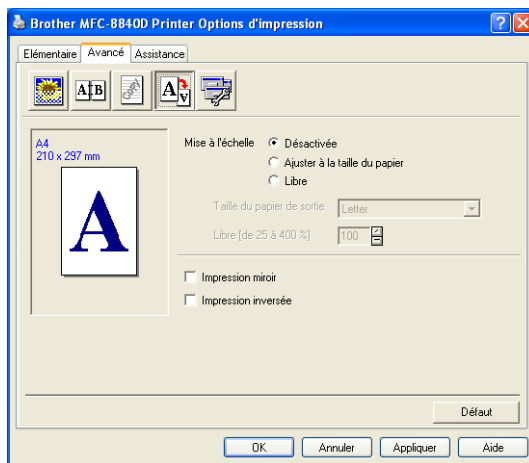 Brother MFC-8840D Printer Options d'impression
Elémentaire Avancé Assistance
A B
A
A4
210 x 297 mm
A
Mise à l'échelle Désactivée
Ajuster à la taille du papier
Libre
Taille du papier de sortie Letter
Libre [de 25 à 400 %] 100
Impression miroir
Impression inversée
Défaut
OK Annuler Appliquer Aide